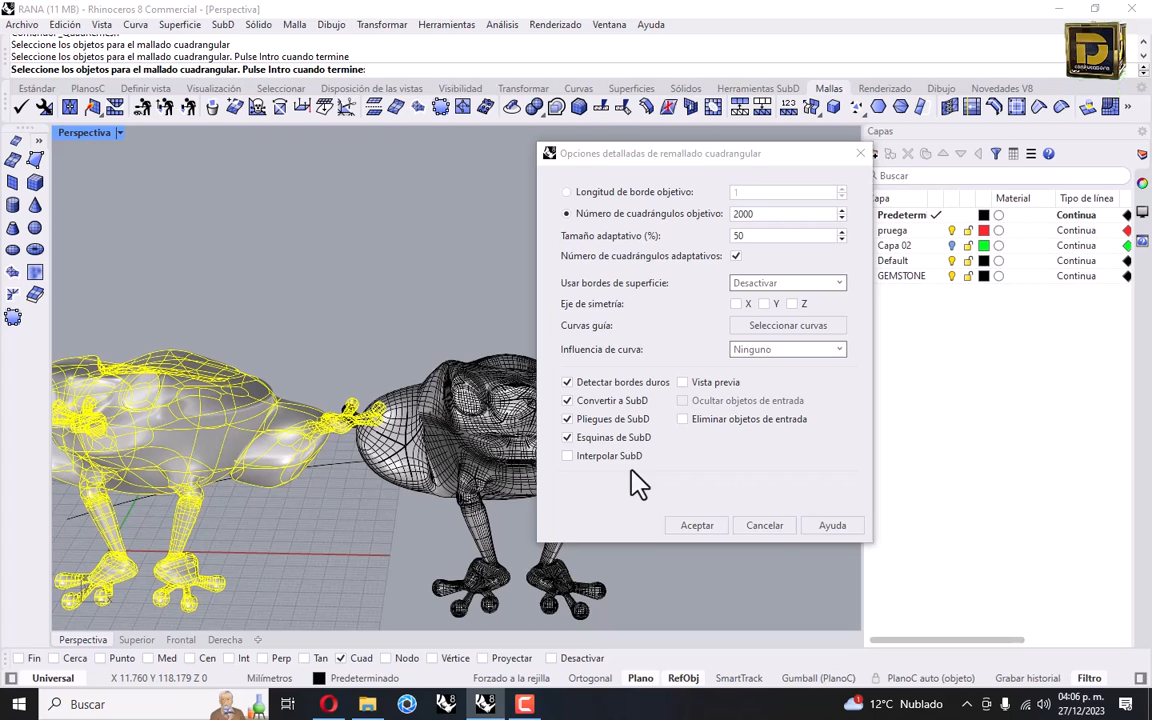 RANA (11 MB) - Rhinoceros 8 Commercial - [Perspectiva]
Archivo Edición Vista Curva Superficie SubD Sólido Malla Dibujo Transformar Herramientas Análisis Renderizado Ventana Ayuda
Seleccione los objetos para el mallado cuadrangular
Seleccione los objetos para el mallado cuadrangular. Pulse Intro cuando termine
Seleccione los objetos para el mallado cuadrangular. Pulse Intro cuando termine:
Estándar PlanosC Definir vista Visualización Seleccionar Disposición de las vistas Visibilidad Transformar Curvas Superficies Sólidos Mallas Herramientas SubD Renderizado Dibujo Novedades V8
Perspectiva
Capas
Buscar
Capa Material Tipo de línea
Predeterm Continua
pruega Continua
Capa 02 Continua
Default Continua
GEMSTONE Continua
Opciones detalladas de remallado cuadrangular
Longitud de borde objetivo: 1
Número de cuadrángulos objetivo: 2000
Tamaño adaptativo (%): 50
Número de cuadrángulos adaptativos:
Usar bordes de superficie: Desactivar
Eje de simetría: X Y Z
Curvas guía: Seleccionar curvas
Influencia de curva: Ninguno
Detectar bordes duros Vista previa
Convertir a SubD Ocultar objetos de entrada
Pliegues de SubD Eliminar objetos de entrada
Esquinas de SubD
Interpolar SubD
Aceptar Cancelar Ayuda
Perspectiva Superior Frontal Derecha
Fin Cerca Punto Med Cen Int Perp Tan Cuad Nodo Vértice Proyectar Desactivar
Universal X 11.760 Y 118.179 Z 0 Milímetros Predeterminado Forzado a la rejilla Ortogonal Plano RefObj SmartTrack Gumball (PlanoC) PlanoC auto (objeto) Grabar historial Filtro
Buscar
12°C Nublado
04:06 p. m.
27/12/2023